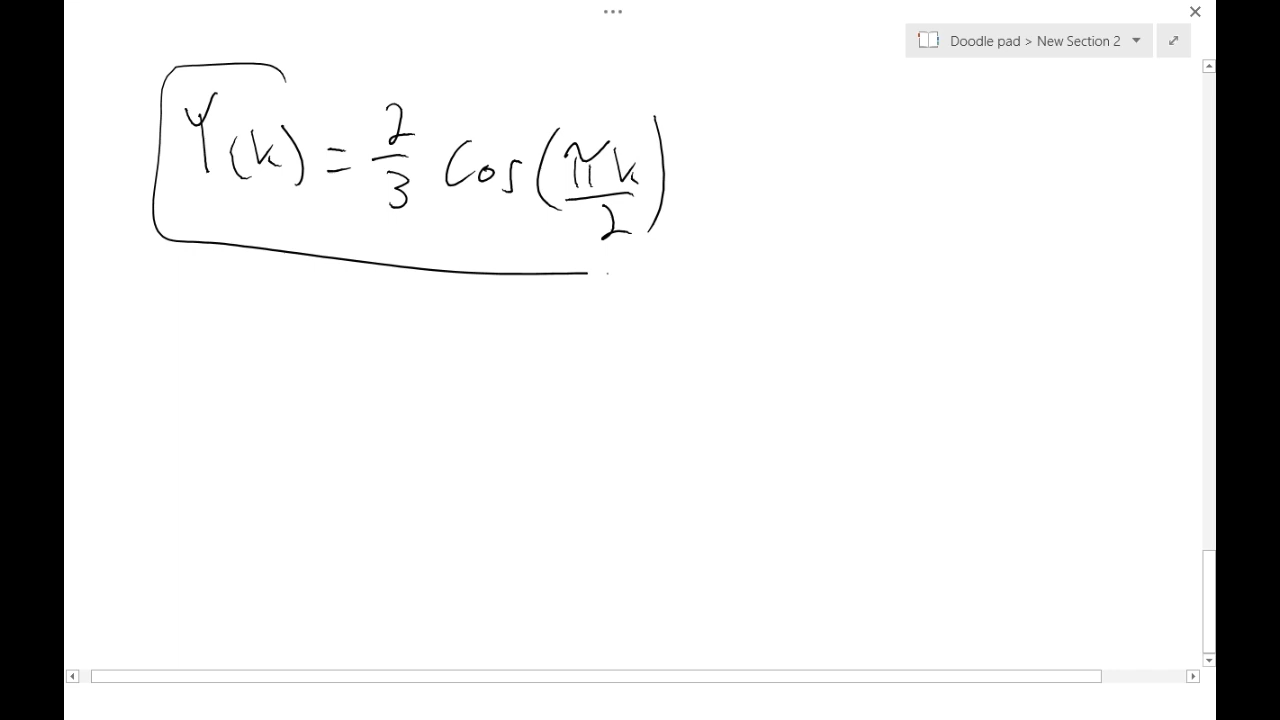 Doodle pad > New Section 2
Y(k) = 2/3 Cos(πk/2)